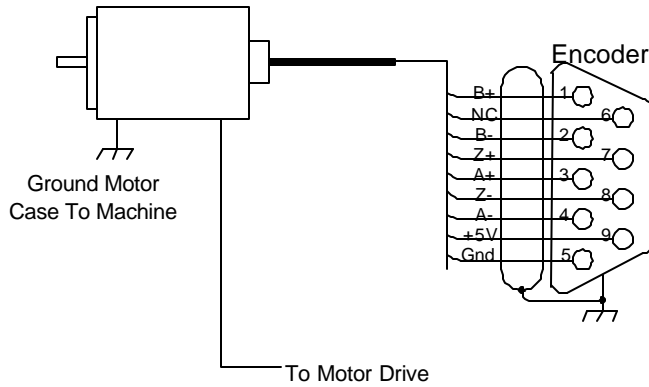 Encoder
B+ 1
NC 6
B- 2
Z+ 7
A+ 3
Z- 8
A- 4
+5V 9
Gnd 5
Ground Motor
Case To Machine
To Motor Drive